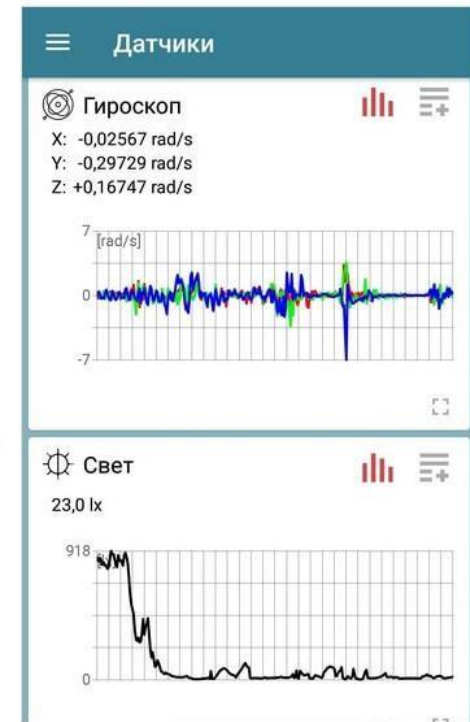 Датчики
Гироскоп
X: -0,02567 rad/s
Y: -0,29729 rad/s
Z: +0,16747 rad/s
7
[rad/s]
0
-7
Свет
23,0 lx
918
0